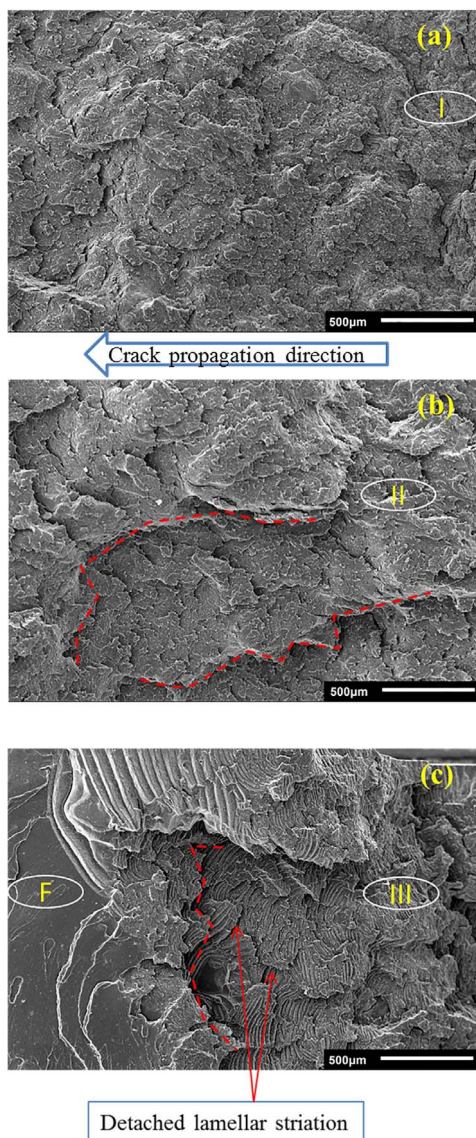 (a)
I
500μm
Crack propagation direction
(b)
II
500μm
(c)
F
III
500μm
Detached lamellar striation